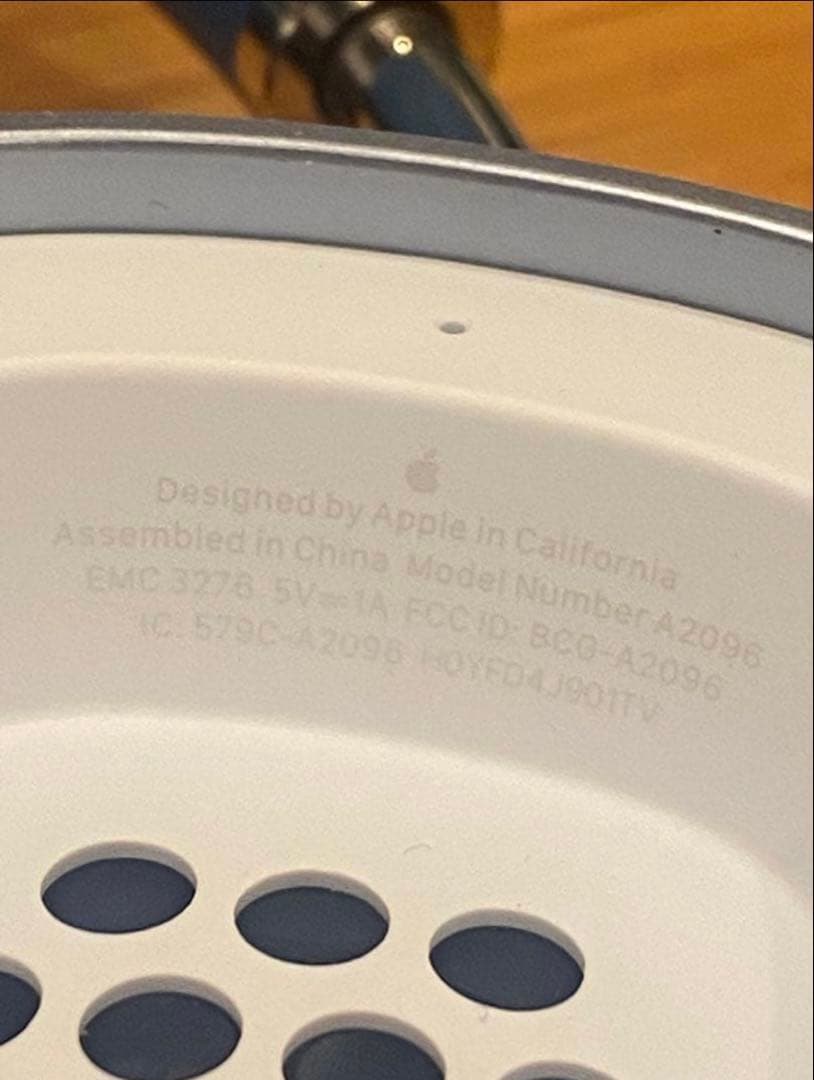 Designed by Apple in California
Assembled in China Model Number A2096
EMC 3276 5V⎓1A FCC ID: BCG-A2096
IC: 579C-A2096 H0YFD4J901TV